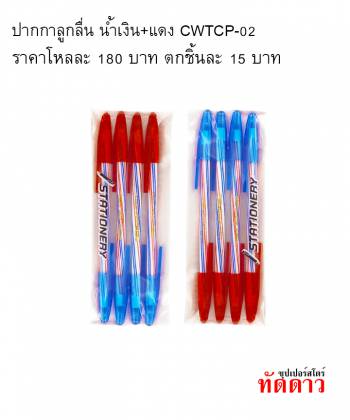 ปากกาลูกลื่น น้ำเงิน+แดง CWTCP-02
ราคาโหลละ 180 บาท ตกชิ้นละ 15 บาท
STATIONERY
STATIONERY
ซุปเปอร์สโตร์
ทัดดาว